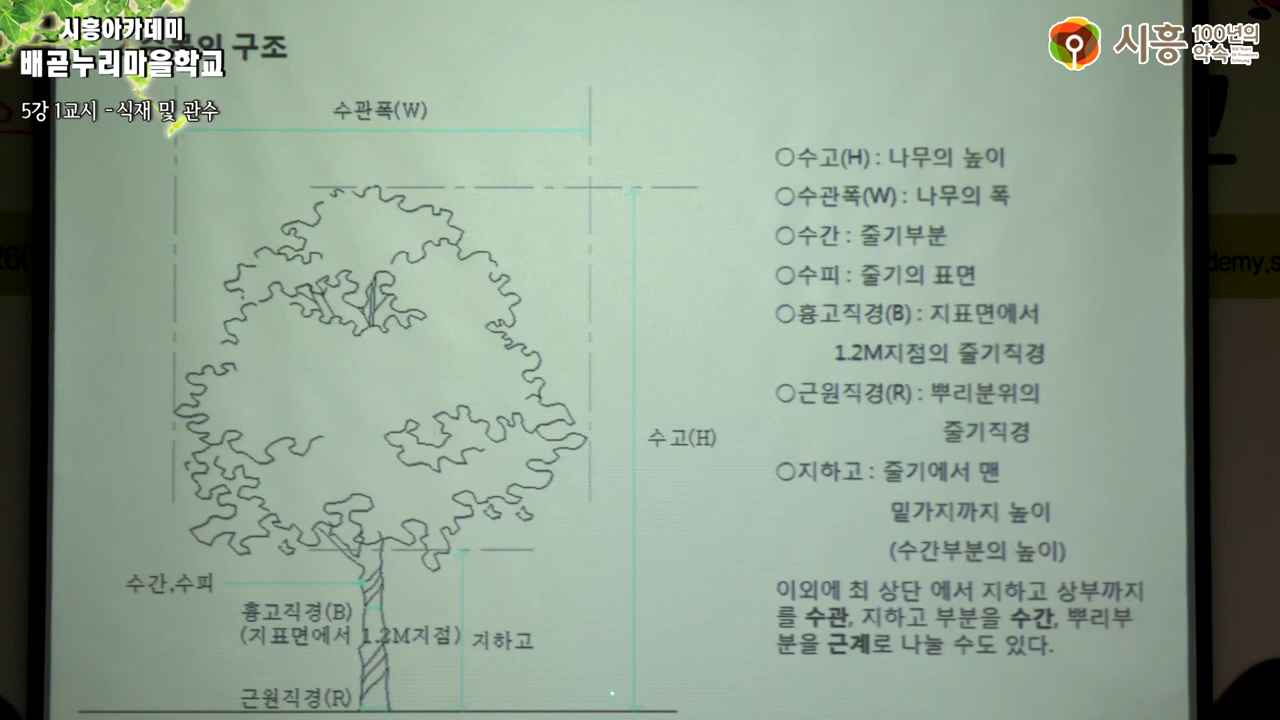 시흥아카데미
배곧누리마을학교
5강 1교시 - 식재 및 관수
구조
시흥 100년의 약속
수관폭(W)
수고(H)
수간,수피
흉고직경(B)
(지표면에서 1.2M지점)
지하고
근원직경(R)
○수고(H) : 나무의 높이
○수관폭(W) : 나무의 폭
○수간 : 줄기부분
○수피 : 줄기의 표면
○흉고직경(B) : 지표면에서
1.2M지점의 줄기직경
○근원직경(R) : 뿌리분위의
줄기직경
○지하고 : 줄기에서 맨
밑가지까지 높이
(수간부분의 높이)
이외에 최 상단 에서 지하고 상부까지
를 수관, 지하고 부분을 수간, 뿌리부
분을 근계로 나눌 수도 있다.
26(
demy.s